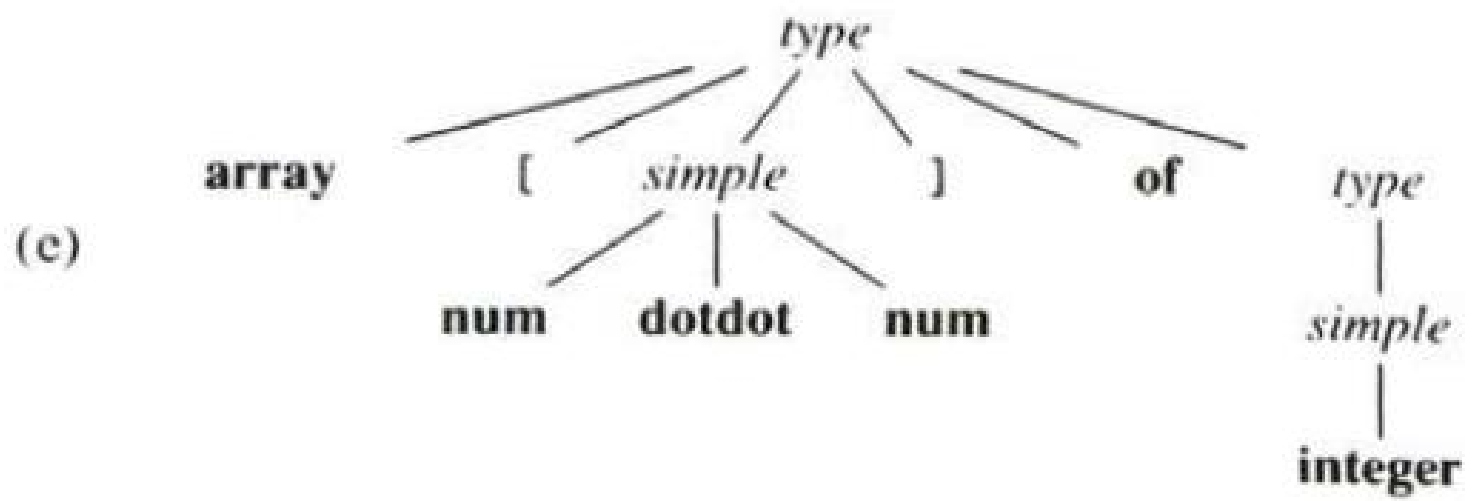 type
array [ simple ] of type
(c)
num dotdot num simple
integer